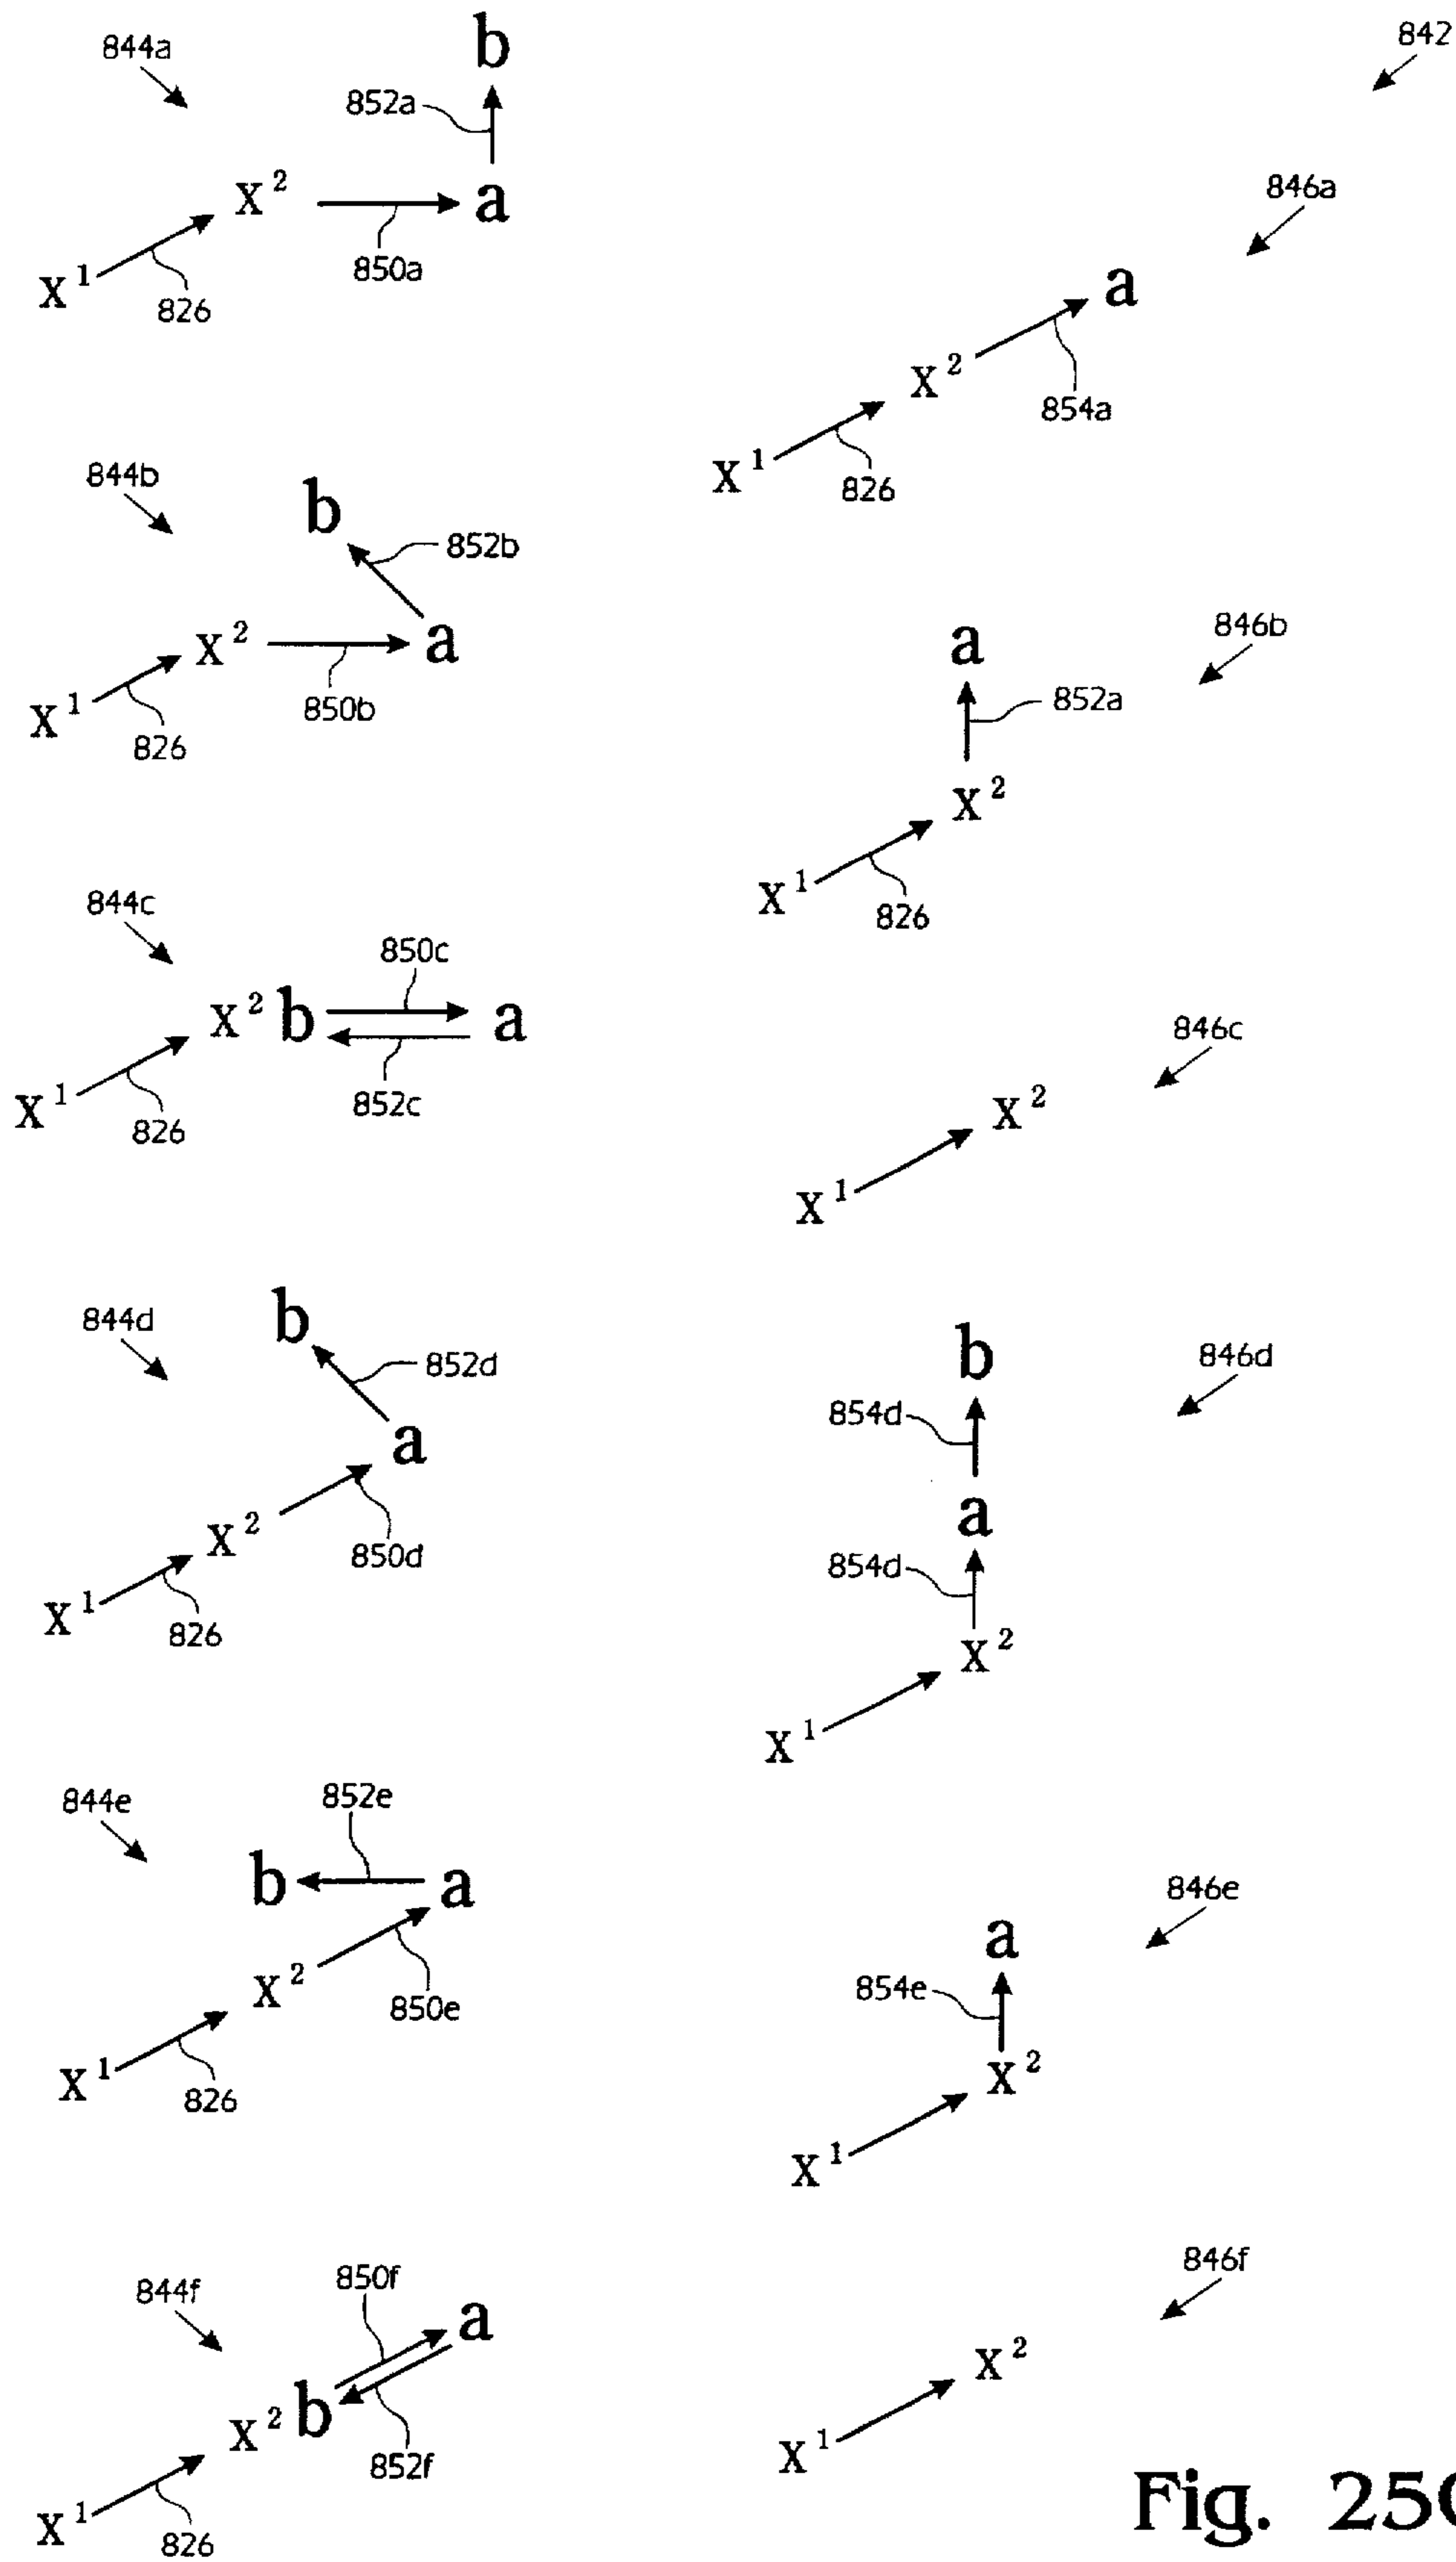 844a
b
852a
x²
a
x¹
850a
826
842
846a
a
x²
854a
x¹
826
844b
b
852b
x²
a
x¹
850b
826
846b
a
852a
x²
x¹
826
844c
850c
x² b
a
x¹
852c
826
846c
x²
x¹
844d
b
852d
a
x²
850d
x¹
826
846d
b
854d
a
854d
x²
x¹
844e
852e
b
a
x²
850e
x¹
826
846e
a
854e
x²
x¹
844f
850f
a
x² b
852f
x¹
826
846f
x²
x¹
Fig. 25